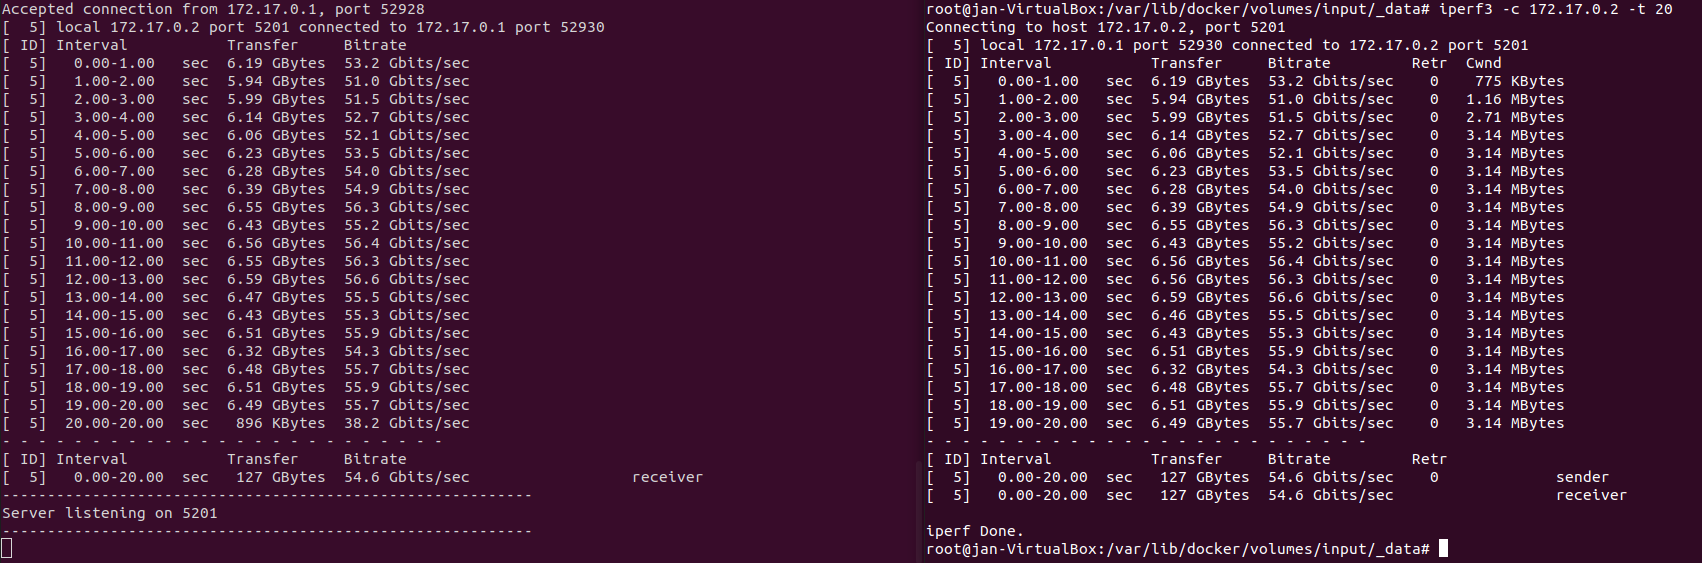 Accepted connection from 172.17.0.1, port 52928
[  5] local 172.17.0.2 port 5201 connected to 172.17.0.1 port 52930
[ ID] Interval           Transfer     Bitrate
[  5]   0.00-1.00   sec  6.19 GBytes  53.2 Gbits/sec
[  5]   1.00-2.00   sec  5.94 GBytes  51.0 Gbits/sec
[  5]   2.00-3.00   sec  5.99 GBytes  51.5 Gbits/sec
[  5]   3.00-4.00   sec  6.14 GBytes  52.7 Gbits/sec
[  5]   4.00-5.00   sec  6.06 GBytes  52.1 Gbits/sec
[  5]   5.00-6.00   sec  6.23 GBytes  53.5 Gbits/sec
[  5]   6.00-7.00   sec  6.28 GBytes  54.0 Gbits/sec
[  5]   7.00-8.00   sec  6.39 GBytes  54.9 Gbits/sec
[  5]   8.00-9.00   sec  6.55 GBytes  56.3 Gbits/sec
[  5]   9.00-10.00  sec  6.43 GBytes  55.2 Gbits/sec
[  5]  10.00-11.00  sec  6.56 GBytes  56.4 Gbits/sec
[  5]  11.00-12.00  sec  6.55 GBytes  56.3 Gbits/sec
[  5]  12.00-13.00  sec  6.59 GBytes  56.6 Gbits/sec
[  5]  13.00-14.00  sec  6.47 GBytes  55.5 Gbits/sec
[  5]  14.00-15.00  sec  6.43 GBytes  55.3 Gbits/sec
[  5]  15.00-16.00  sec  6.51 GBytes  55.9 Gbits/sec
[  5]  16.00-17.00  sec  6.32 GBytes  54.3 Gbits/sec
[  5]  17.00-18.00  sec  6.48 GBytes  55.7 Gbits/sec
[  5]  18.00-19.00  sec  6.51 GBytes  55.9 Gbits/sec
[  5]  19.00-20.00  sec  6.49 GBytes  55.7 Gbits/sec
[  5]  20.00-20.00  sec   896 KBytes  38.2 Gbits/sec
- - - - - - - - - - - - - - - - - - - - - - - - -
[ ID] Interval           Transfer     Bitrate
[  5]   0.00-20.00  sec   127 GBytes  54.6 Gbits/sec                  receiver
-----------------------------------------------------------
Server listening on 5201
-----------------------------------------------------------
root@jan-VirtualBox:/var/lib/docker/volumes/input/_data# iperf3 -c 172.17.0.2 -t 20
Connecting to host 172.17.0.2, port 5201
[  5] local 172.17.0.1 port 52930 connected to 172.17.0.2 port 5201
[ ID] Interval           Transfer     Bitrate         Retr  Cwnd
[  5]   0.00-1.00   sec  6.19 GBytes  53.2 Gbits/sec    0    775 KBytes
[  5]   1.00-2.00   sec  5.94 GBytes  51.0 Gbits/sec    0   1.16 MBytes
[  5]   2.00-3.00   sec  5.99 GBytes  51.5 Gbits/sec    0   2.71 MBytes
[  5]   3.00-4.00   sec  6.14 GBytes  52.7 Gbits/sec    0   3.14 MBytes
[  5]   4.00-5.00   sec  6.06 GBytes  52.1 Gbits/sec    0   3.14 MBytes
[  5]   5.00-6.00   sec  6.23 GBytes  53.5 Gbits/sec    0   3.14 MBytes
[  5]   6.00-7.00   sec  6.28 GBytes  54.0 Gbits/sec    0   3.14 MBytes
[  5]   7.00-8.00   sec  6.39 GBytes  54.9 Gbits/sec    0   3.14 MBytes
[  5]   8.00-9.00   sec  6.55 GBytes  56.3 Gbits/sec    0   3.14 MBytes
[  5]   9.00-10.00  sec  6.43 GBytes  55.2 Gbits/sec    0   3.14 MBytes
[  5]  10.00-11.00  sec  6.56 GBytes  56.4 Gbits/sec    0   3.14 MBytes
[  5]  11.00-12.00  sec  6.56 GBytes  56.3 Gbits/sec    0   3.14 MBytes
[  5]  12.00-13.00  sec  6.59 GBytes  56.6 Gbits/sec    0   3.14 MBytes
[  5]  13.00-14.00  sec  6.46 GBytes  55.5 Gbits/sec    0   3.14 MBytes
[  5]  14.00-15.00  sec  6.43 GBytes  55.3 Gbits/sec    0   3.14 MBytes
[  5]  15.00-16.00  sec  6.51 GBytes  55.9 Gbits/sec    0   3.14 MBytes
[  5]  16.00-17.00  sec  6.32 GBytes  54.3 Gbits/sec    0   3.14 MBytes
[  5]  17.00-18.00  sec  6.48 GBytes  55.7 Gbits/sec    0   3.14 MBytes
[  5]  18.00-19.00  sec  6.51 GBytes  55.9 Gbits/sec    0   3.14 MBytes
[  5]  19.00-20.00  sec  6.49 GBytes  55.7 Gbits/sec    0   3.14 MBytes
- - - - - - - - - - - - - - - - - - - - - - - - -
[ ID] Interval           Transfer     Bitrate         Retr
[  5]   0.00-20.00  sec   127 GBytes  54.6 Gbits/sec    0             sender
[  5]   0.00-20.00  sec   127 GBytes  54.6 Gbits/sec                  receiver
iperf Done.
root@jan-VirtualBox:/var/lib/docker/volumes/input/_data#